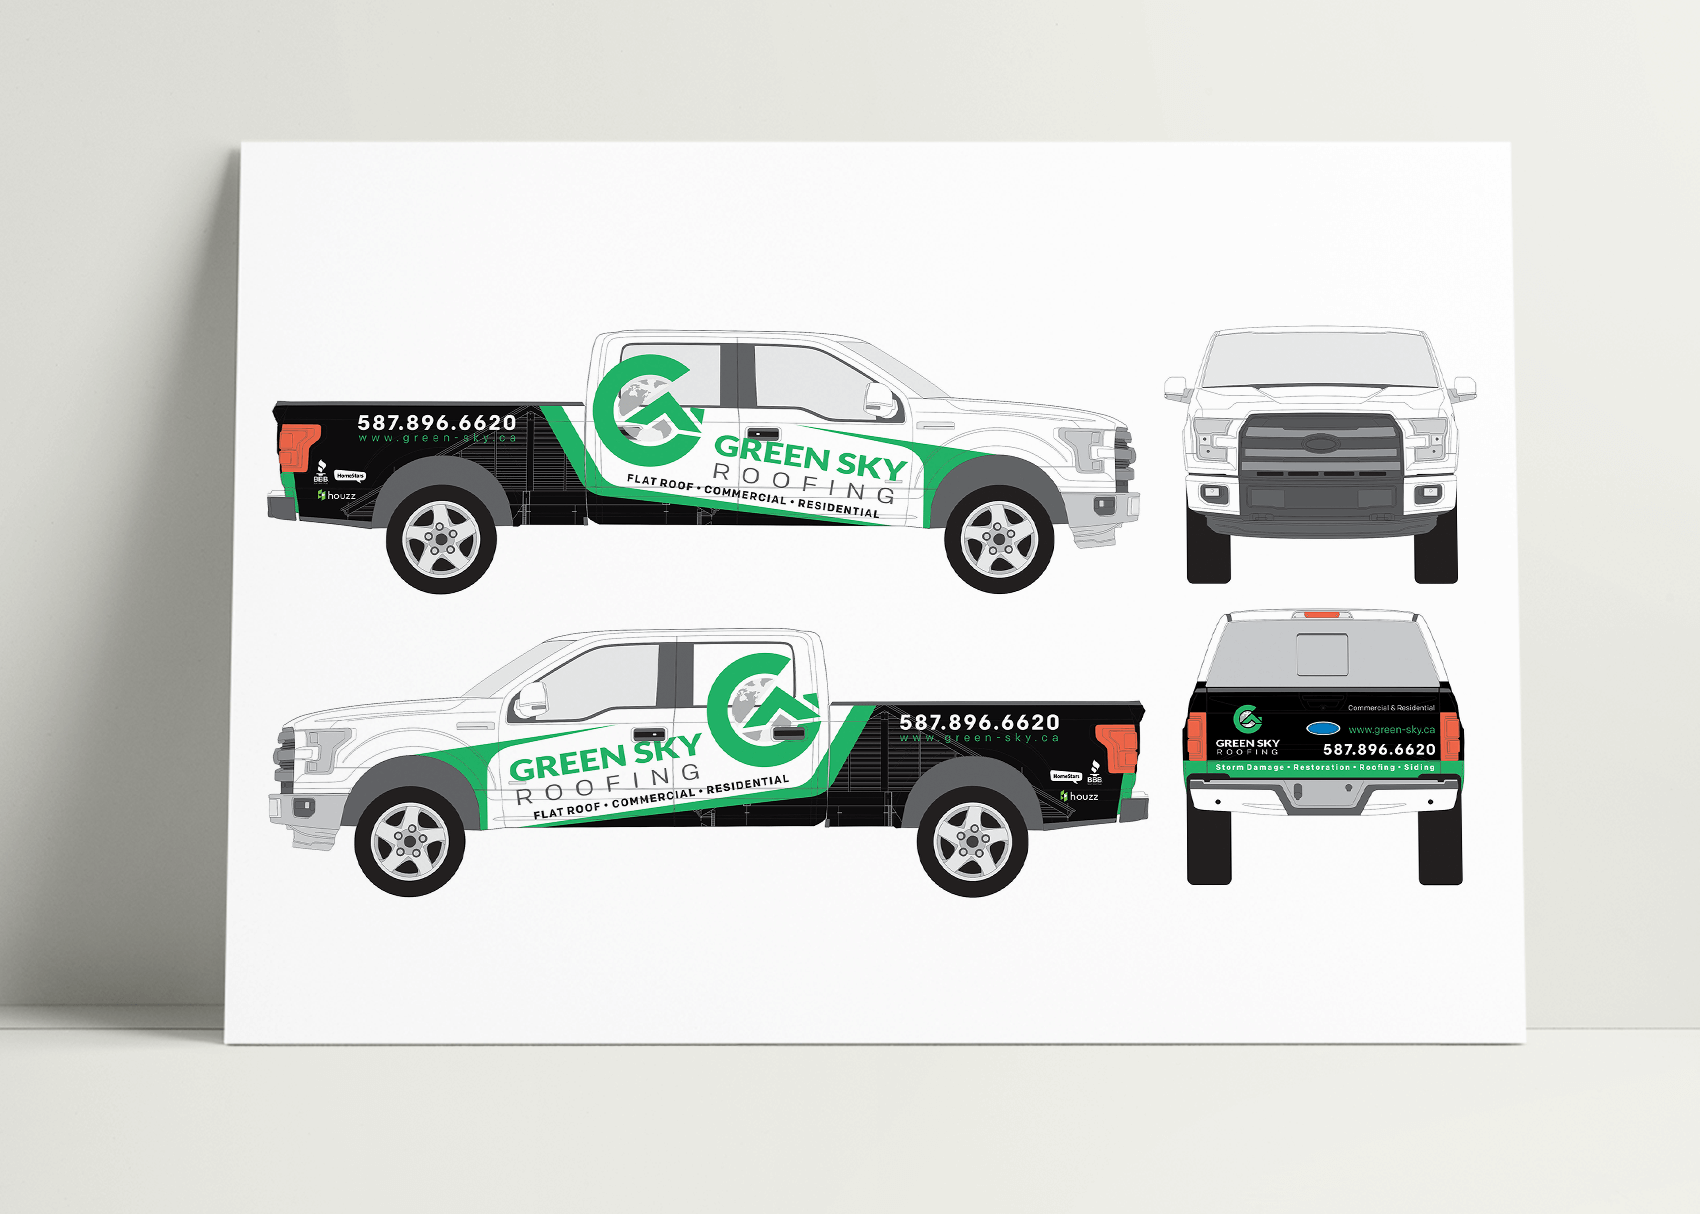 587.896.6620
www.green-sky.ca
BBB
HomeStars
houzz
GREEN SKY
ROOFING
FLAT ROOF • COMMERCIAL • RESIDENTIAL
GREEN SKY
ROOFING
FLAT ROOF • COMMERCIAL • RESIDENTIAL
587.896.6620
www.green-sky.ca
HomeStars
BBB
houzz
Commercial & Residential
www.green-sky.ca
587.896.6620
GREEN SKY
ROOFING
Storm Damage • Restoration • Roofing • Siding